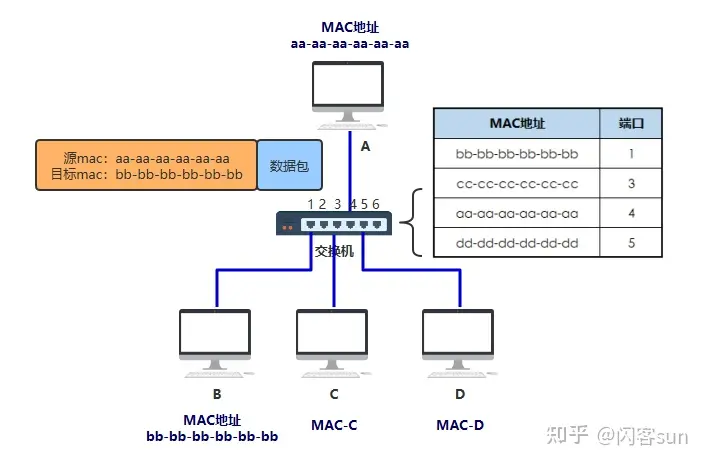 MAC地址
aa-aa-aa-aa-aa-aa
A
源mac：aa-aa-aa-aa-aa-aa
目标mac：bb-bb-bb-bb-bb-bb
数据包
MAC地址 端口
bb-bb-bb-bb-bb-bb 1
cc-cc-cc-cc-cc-cc 3
aa-aa-aa-aa-aa-aa 4
dd-dd-dd-dd-dd-dd 5
1 2 3 4 5 6
交换机
B
C
D
MAC地址
bb-bb-bb-bb-bb-bb
MAC-C
MAC-D
知乎 @闪客sun